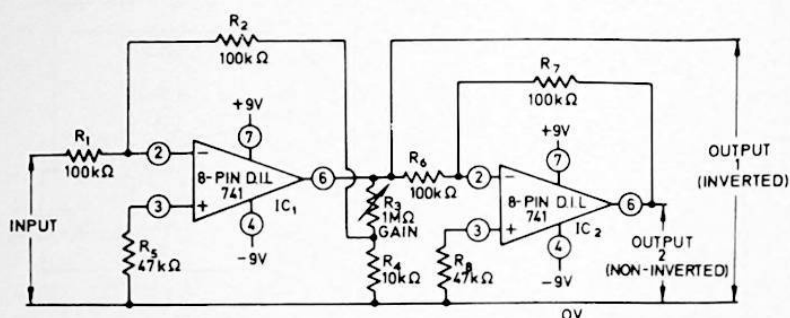 R2
100kΩ
R7
100kΩ
+9V
7
R1
100kΩ
2
−
8-PIN D.I.L
741
6
IC1
3
+
4
−9V
R5
47kΩ
INPUT
R3
1MΩ
GAIN
R4
10kΩ
R6
100kΩ
+9V
7
2
−
8-PIN D.I.L
741
6
IC2
3
+
4
−9V
R8
47kΩ
OUTPUT
1
(INVERTED)
OUTPUT
2
(NON-INVERTED)
0V